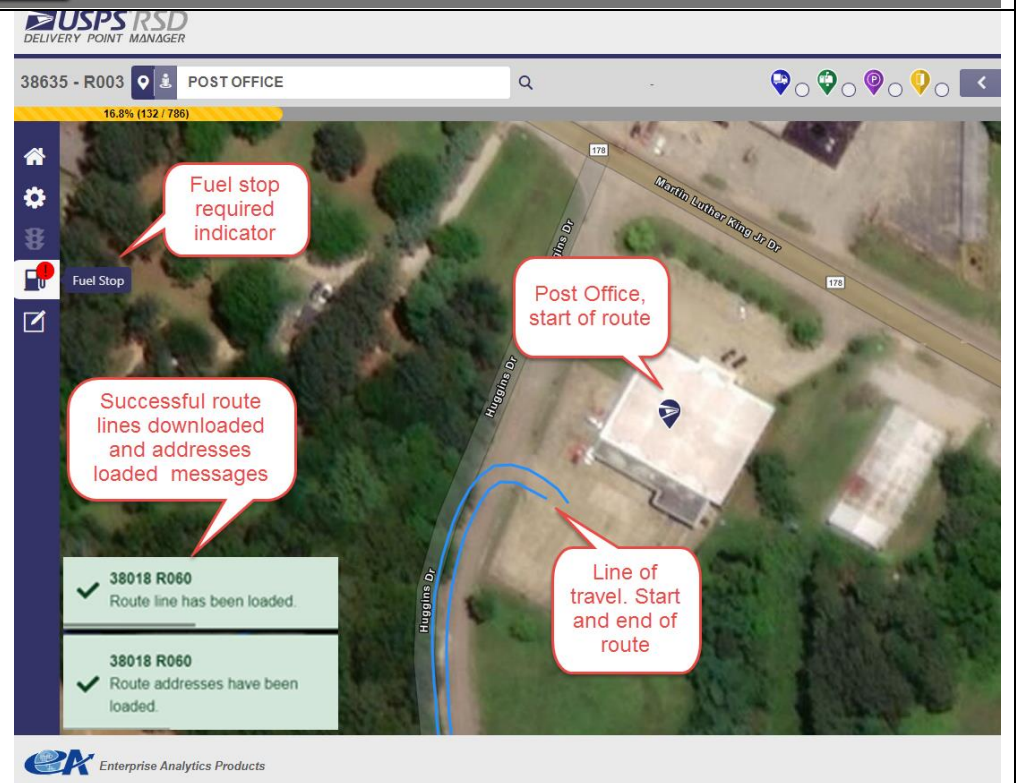 USPS RSD
DELIVERY POINT MANAGER
38635 - R003
POST OFFICE
-
P
16.8% (132 / 786)
178
Martin Luther King Jr Dr
178
Huggins Dr
Huggins Dr
Huggins Dr
Fuel stop
required
indicator
!
Fuel Stop
Post Office,
start of route
Successful route
lines downloaded
and addresses
loaded messages
Line of
travel. Start
and end of
route
38018 R060
Route line has been loaded.
38018 R060
Route addresses have been
loaded.
eA
Enterprise Analytics Products